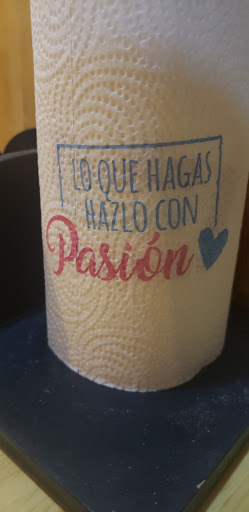 LO QUE HAGAS
HAZLO CON
Pasión